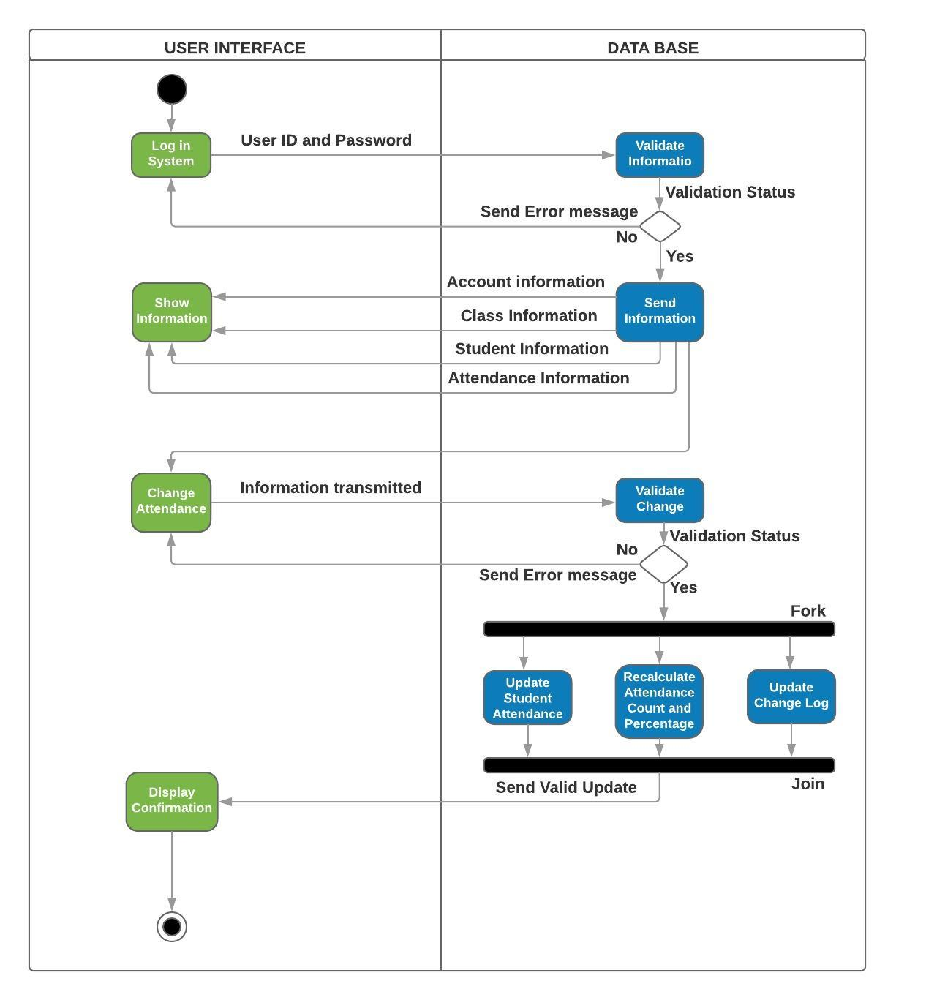 USER INTERFACE
DATA BASE
Log in
System
User ID and Password
Validate
Informatio
Validation Status
Send Error message
No
Yes
Account information
Show
Information
Send
Information
Class Information
Student Information
Attendance Information
Change
Attendance
Information transmitted
Validate
Change
Validation Status
No
Send Error message
Yes
Fork
Update
Student
Attendance
Recalculate
Attendance
Count and
Percentage
Update
Change Log
Join
Send Valid Update
Display
Confirmation